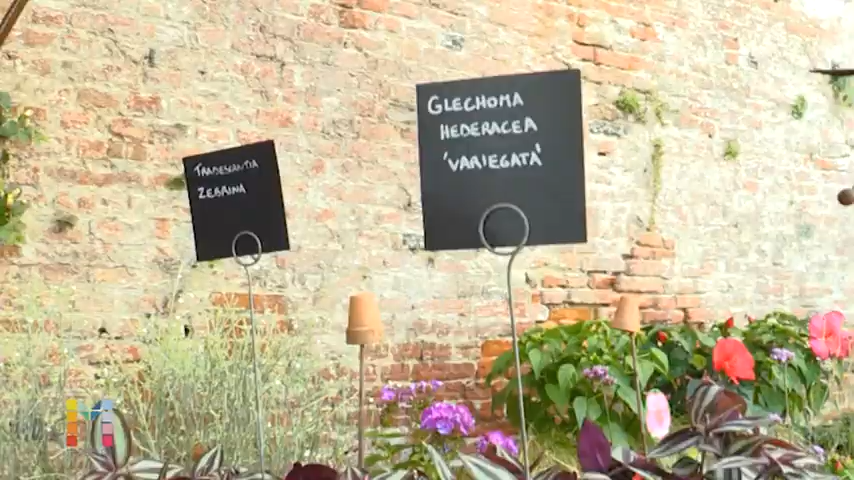 TRADESCANTIA
ZEBRINA
GLECHOMA
HEDERACEA
'VARIEGATA'